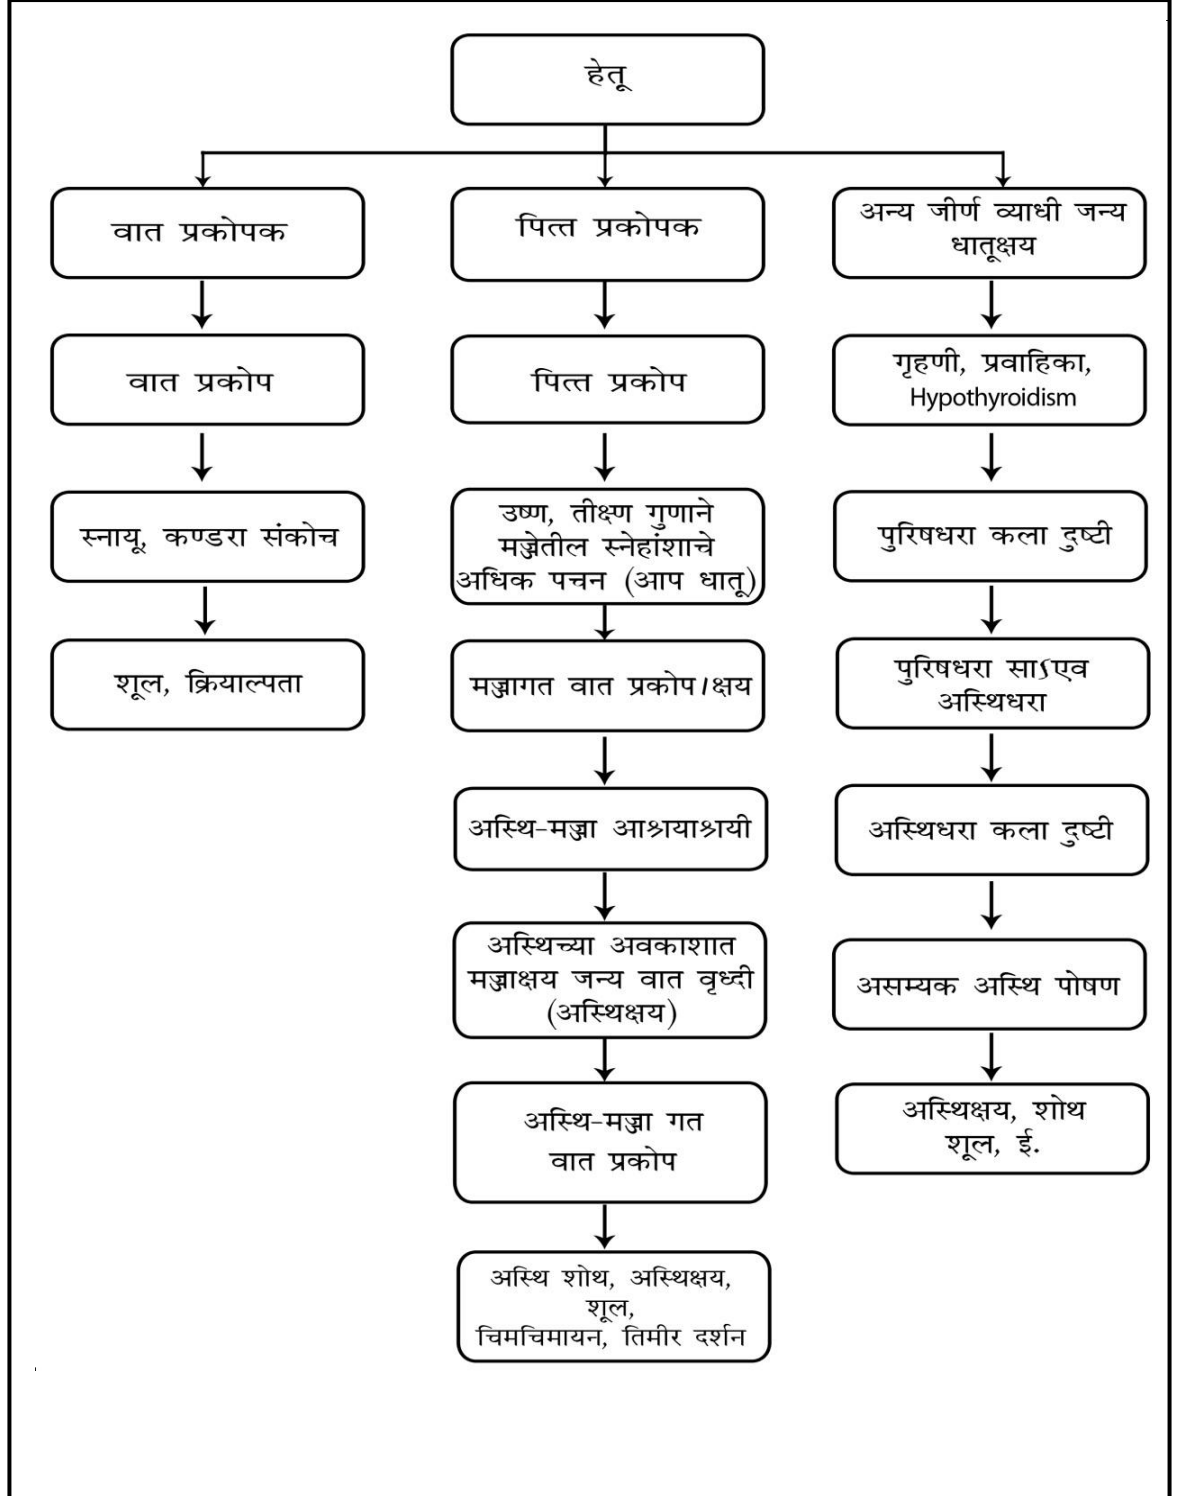 हेतू
वात प्रकोपक
वात प्रकोप
स्नायू, कण्डरा संकोच
शूल, क्रियाल्पता
पित्त प्रकोपक
पित्त प्रकोप
उष्ण, तीक्ष्ण गुणाने
मज्जेतील स्नेहांशाचे
अधिक पचन (आप धातू)
मज्जागत वात प्रकोप/क्षय
अस्थि-मज्जा आश्रायाश्रायी
अस्थिच्या अवकाशात
मज्जाक्षय जन्य वात वृध्दी
(अस्थिक्षय)
अस्थि-मज्जा गत
वात प्रकोप
अस्थि शोथ, अस्थिक्षय,
शूल,
चिमचिमायन, तिमीर दर्शन
अन्य जीर्ण व्याधी जन्य
धातूक्षय
गृहणी, प्रवाहिका,
Hypothyroidism
पुरिषधरा कला दुष्टी
पुरिषधरा साऽएव
अस्थिधरा
अस्थिधरा कला दुष्टी
असम्यक अस्थि पोषण
अस्थिक्षय, शोथ
शूल, ई.